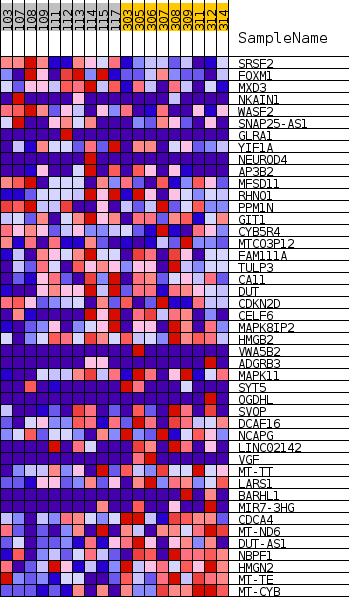 103 107 108 109 111 112 113 114 115 117 303 305 306 307 308 309 311 312 314
SampleName
SRSF2
FOXM1
MXD3
NKAIN1
WASF2
SNAP25-AS1
GLRA1
YIF1A
NEUROD4
AP3B2
MFSD11
RHNO1
PPM1N
GIT1
CYB5R4
MTCO3P12
FAM111A
TULP3
CA11
DUT
CDKN2D
CELF6
MAPK8IP2
HMGB2
VWA5B2
ADGRB3
MAPK11
SYT5
OGDHL
SVOP
DCAF16
NCAPG
LINC02142
VGF
MT-TT
LARS1
BARHL1
MIR7-3HG
CDCA4
MT-ND6
DUT-AS1
NBPF1
HMGN2
MT-TE
MT-CYB